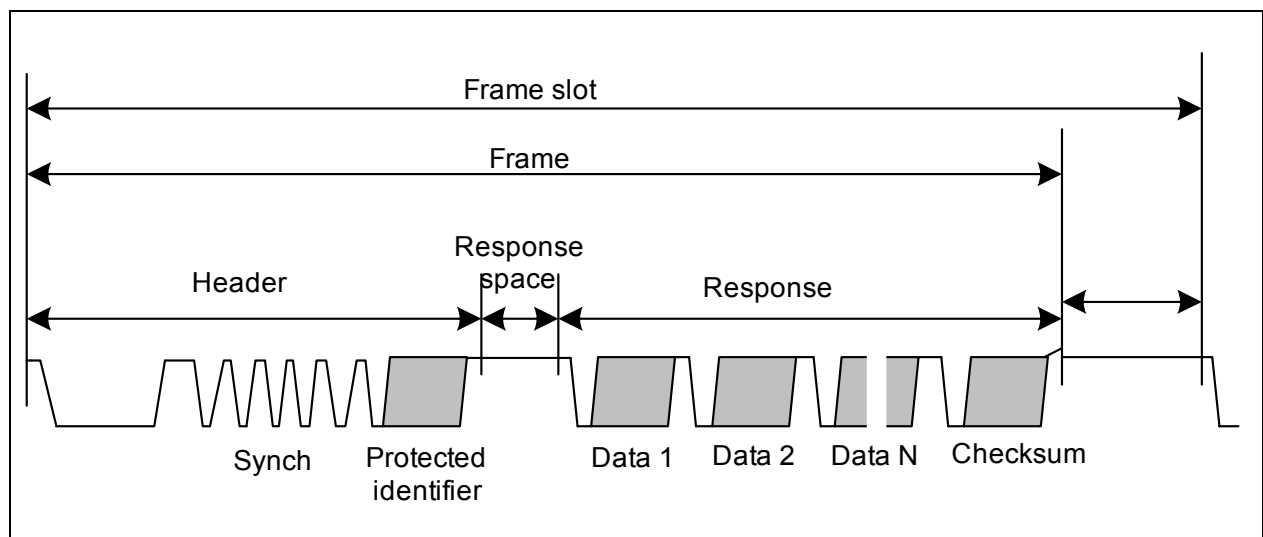 Frame slot
Frame
Header
Response
space
Response
Synch
Protected
identifier
Data 1
Data 2
Data N
Checksum